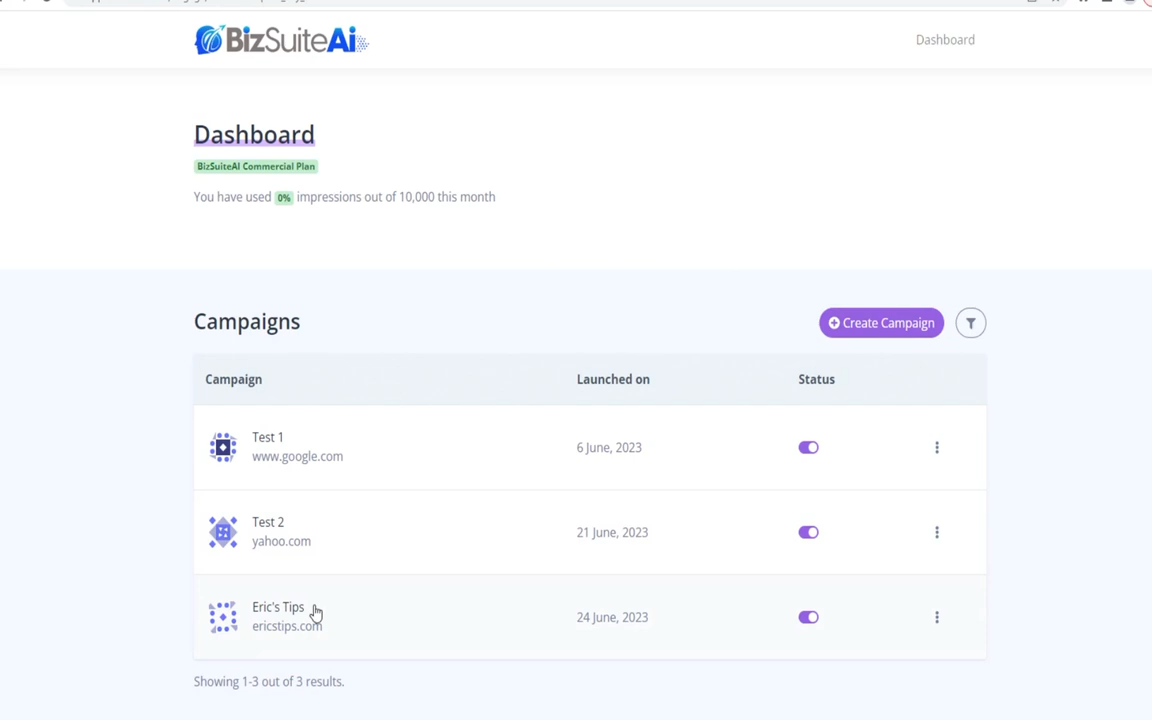 BizSuiteAi
Dashboard
Dashboard
BizSuiteAI Commercial Plan
You have used 0% impressions out of 10,000 this month
Campaigns
Create Campaign
Campaign Launched on Status
Test 1
www.google.com
6 June, 2023
Test 2
yahoo.com
21 June, 2023
Eric's Tips
ericstips.com
24 June, 2023
Showing 1-3 out of 3 results.